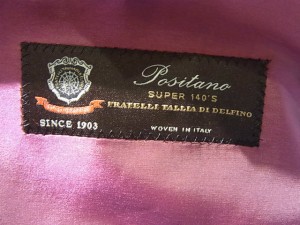 Positano
SUPER 140'S
FRATELLI TALLIA DI DELFINO
SINCE 1903
WOVEN IN ITALY